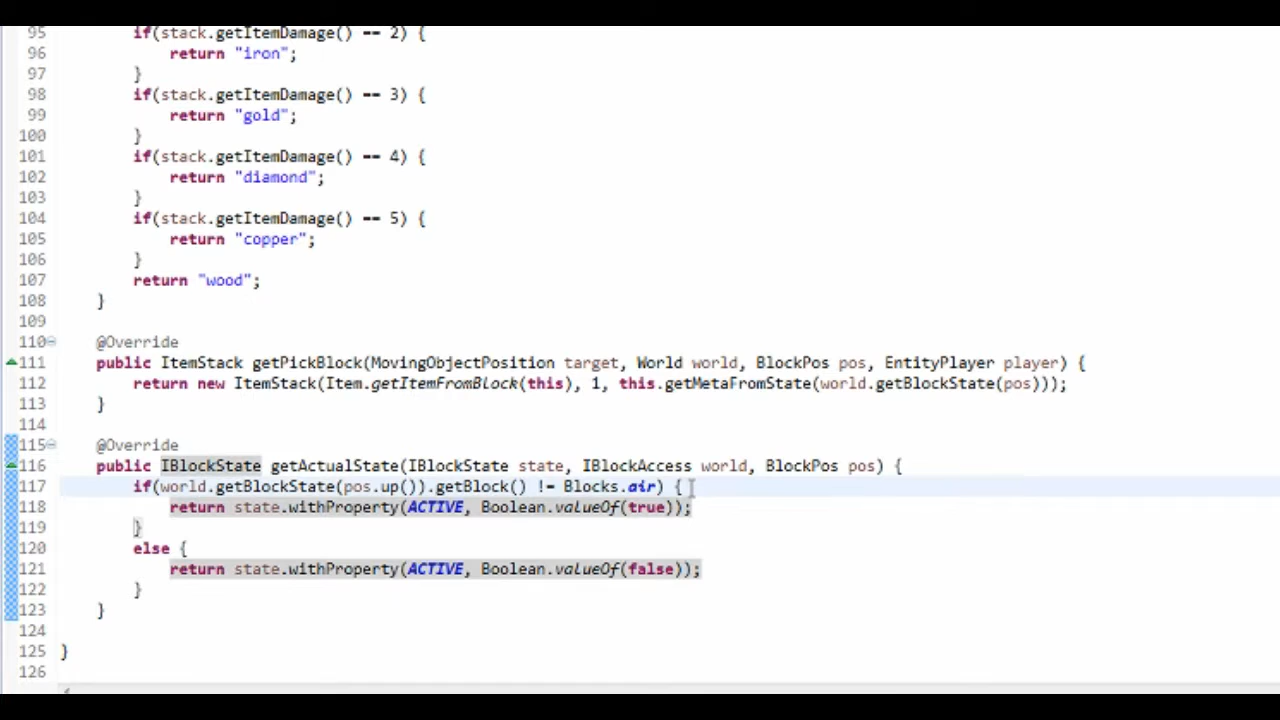 95 if(stack.getItemDamage() == 2) {
96 return "iron";
97 }
98 if(stack.getItemDamage() == 3) {
99 return "gold";
100 }
101 if(stack.getItemDamage() == 4) {
102 return "diamond";
103 }
104 if(stack.getItemDamage() == 5) {
105 return "copper";
106 }
107 return "wood";
108 }
109
110 @Override
111 public ItemStack getPickBlock(MovingObjectPosition target, World world, BlockPos pos, EntityPlayer player) {
112 return new ItemStack(Item.getItemFromBlock(this), 1, this.getMetaFromState(world.getBlockState(pos)));
113 }
114
115 @Override
116 public IBlockState getActualState(IBlockState state, IBlockAccess world, BlockPos pos) {
117 if(world.getBlockState(pos.up()).getBlock() != Blocks.air) {
118 return state.withProperty(ACTIVE, Boolean.valueOf(true));
119 }
120 else {
121 return state.withProperty(ACTIVE, Boolean.valueOf(false));
122 }
123 }
124
125 }
126